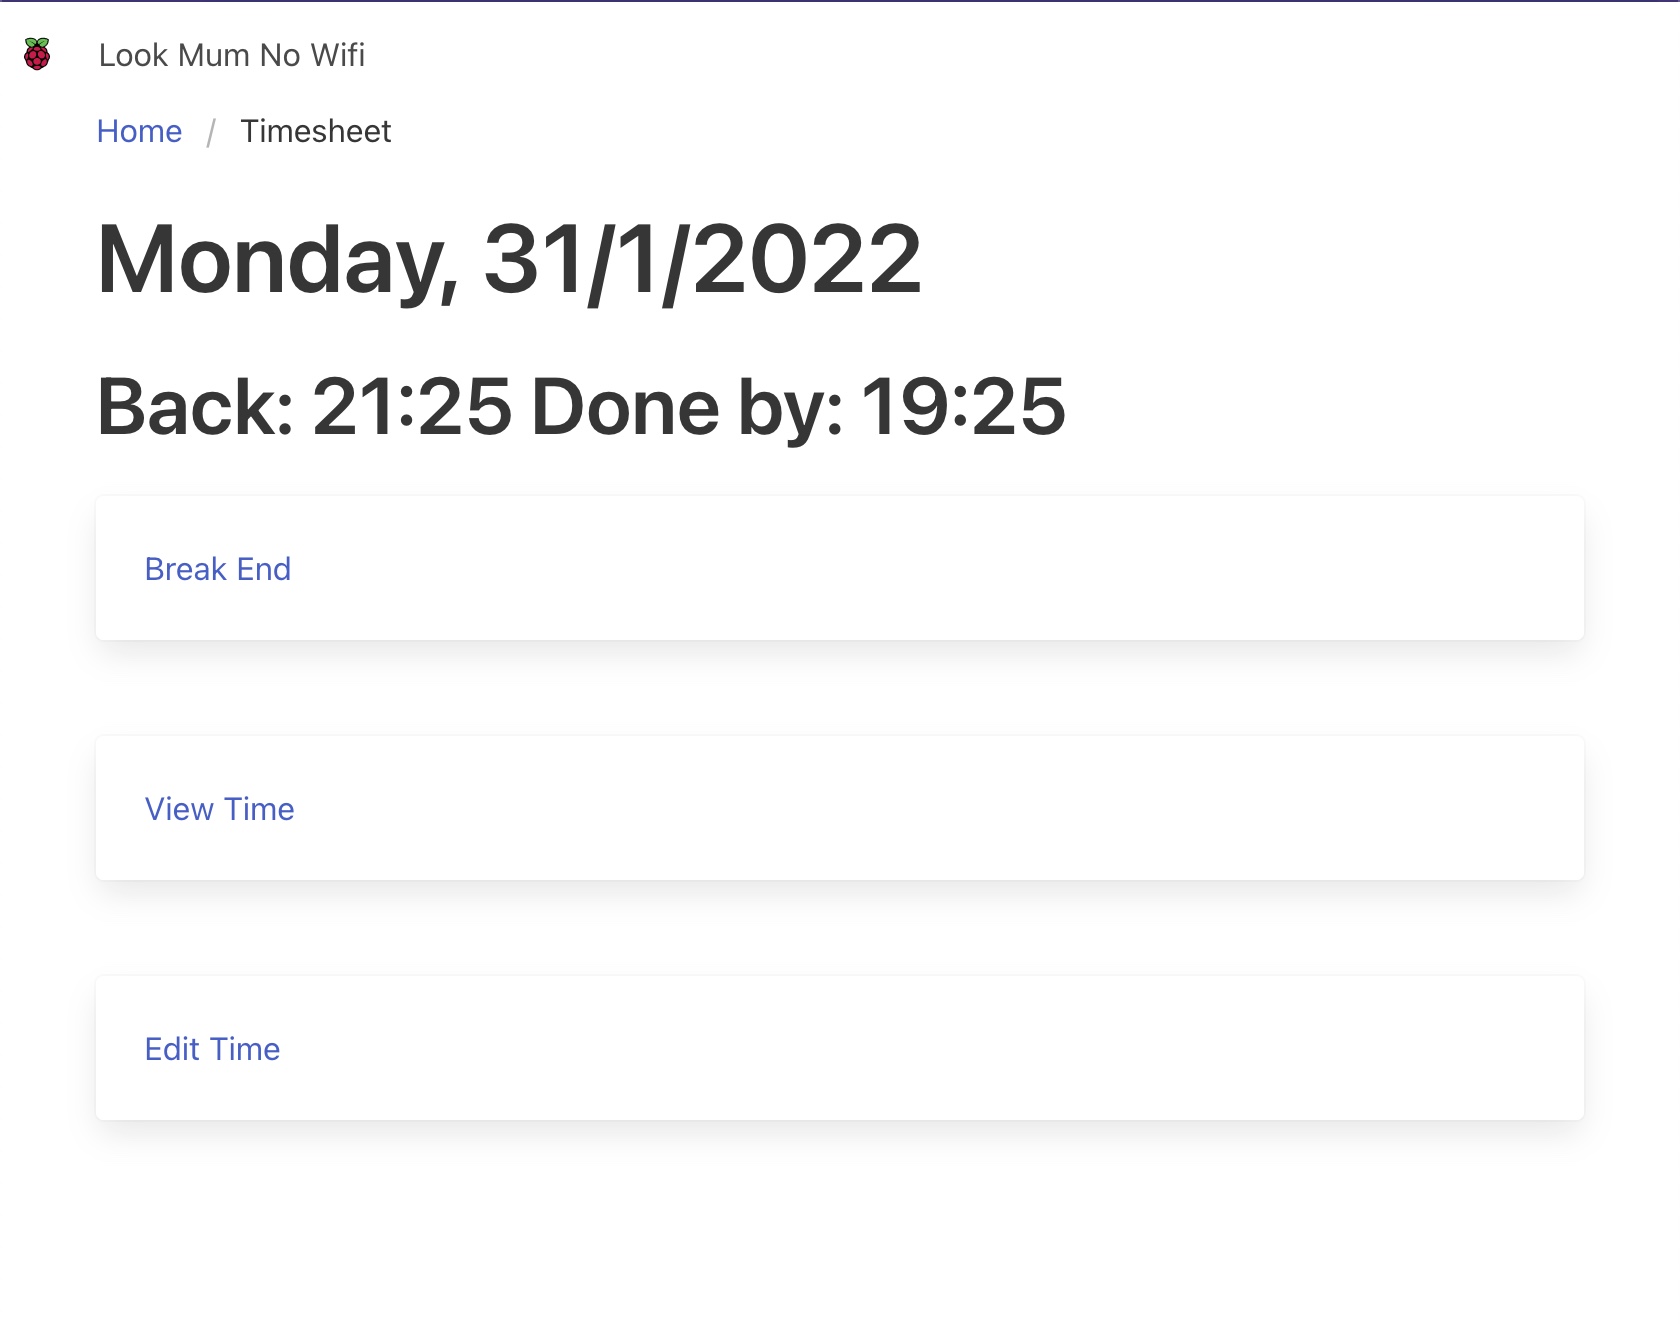 Look Mum No Wifi
Home / Timesheet
Monday, 31/1/2022
Back: 21:25 Done by: 19:25
Break End
View Time
Edit Time